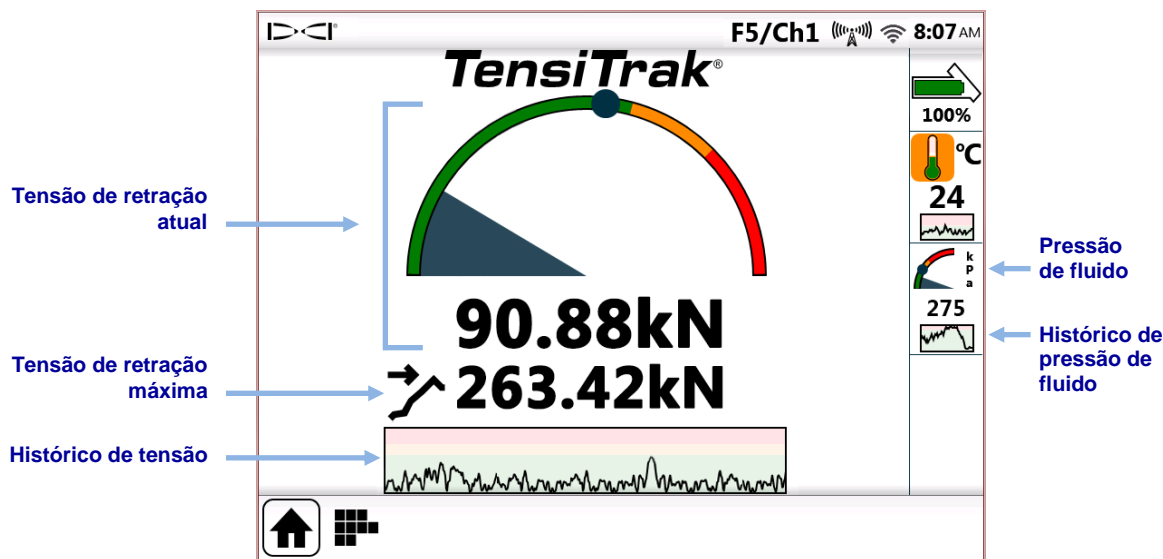 F5/Ch1 8:07 AM
TensiTrak®
100%
°C
24
kPa
275
90.88kN
263.42kN
Tensão de retração
atual
Tensão de retração
máxima
Histórico de tensão
Pressão
de fluido
Histórico de
pressão de
fluido